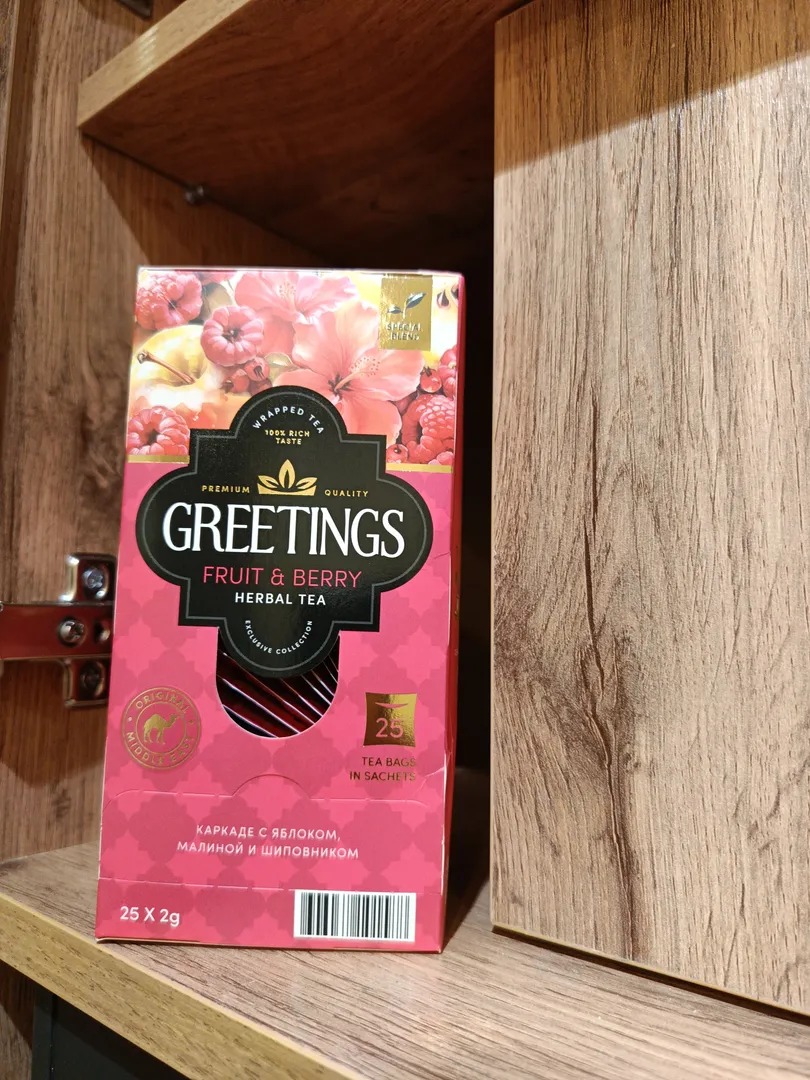 SPECIAL
BLEND
WRAPPED TEA
100% RICH
TASTE
PREMIUM QUALITY
GREETINGS
FRUIT & BERRY
HERBAL TEA
EXCLUSIVE COLLECTION
ORIGINAL
MIDDLE EAST
25
TEA BAGS
IN SACHETS
КАРКАДЕ С ЯБЛОКОМ,
МАЛИНОЙ И ШИПОВНИКОМ
25 X 2g